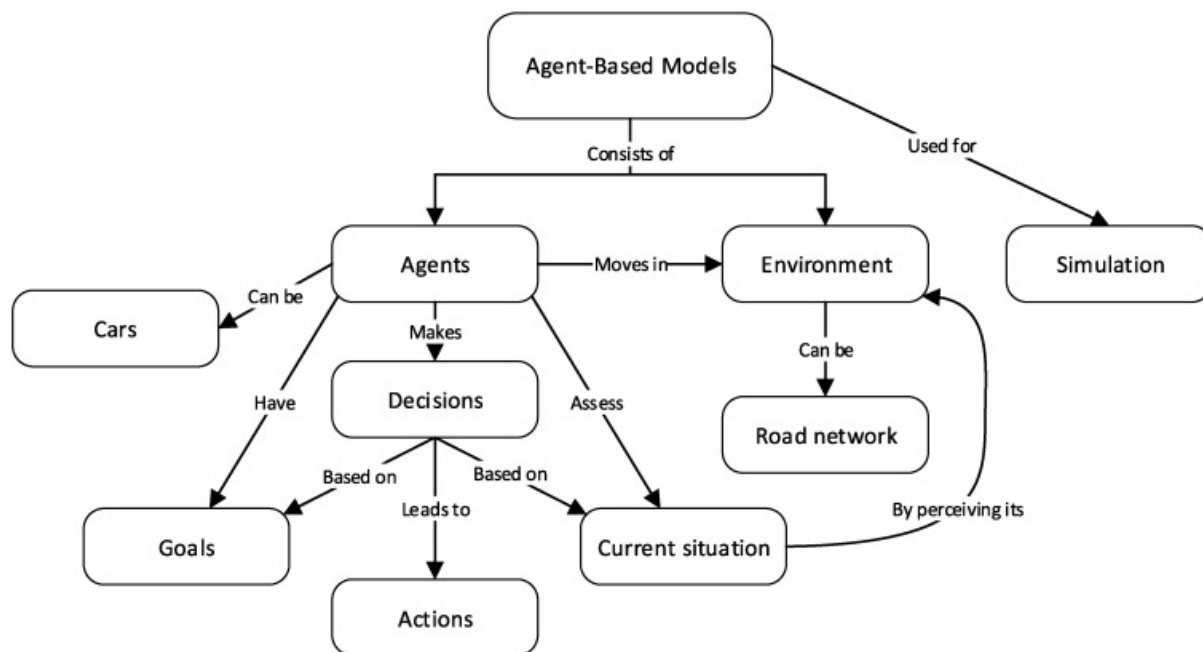 Agent-Based Models
Consists of
Used for
Agents
Moves in
Environment
Simulation
Can be
Cars
Makes
Can be
Have
Decisions
Assess
Road network
Based on
Based on
Leads to
By perceiving its
Goals
Current situation
Actions